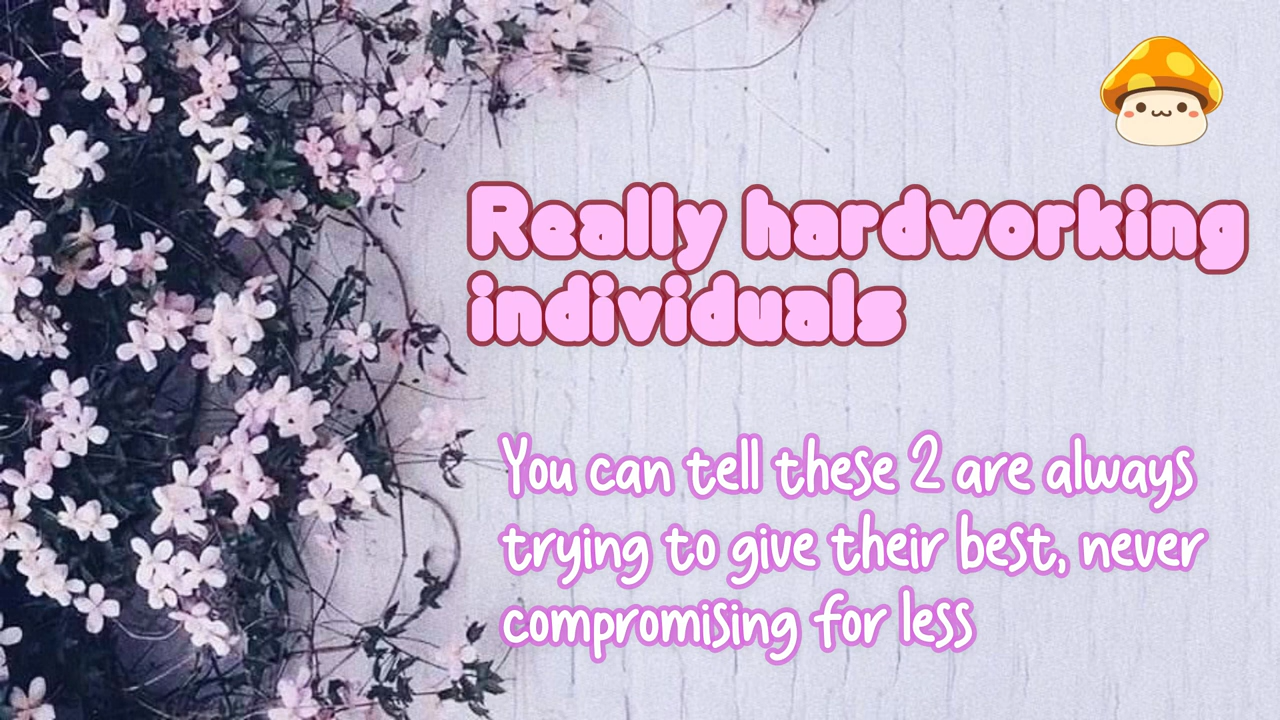 Really hardworking
individuals
You can tell these 2 are always
trying to give their best, never
compromising for less